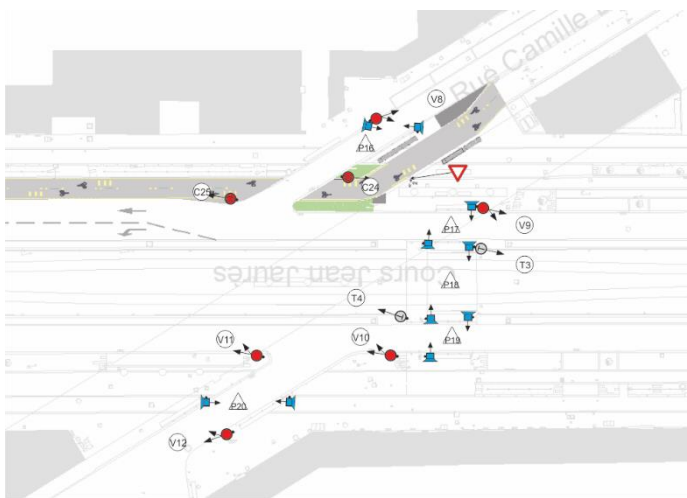 Rue Camille
V8
P16
C24
C25
P17
V9
T3
Cours Jean Jaurès
P18
T4
V11
V10
P19
P20
V12